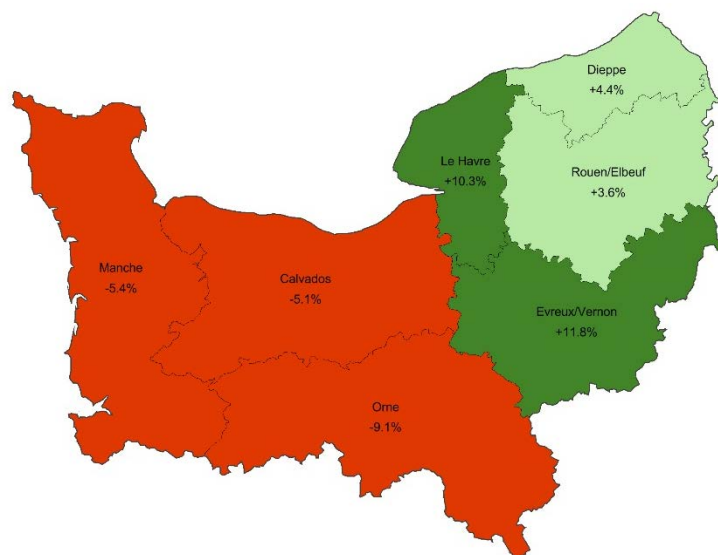 Dieppe
+4.4%
Le Havre
+10.3%
Rouen/Elbeuf
+3.6%
Manche
-5.4%
Calvados
-5.1%
Evreux/Vernon
+11.8%
Orne
-9.1%